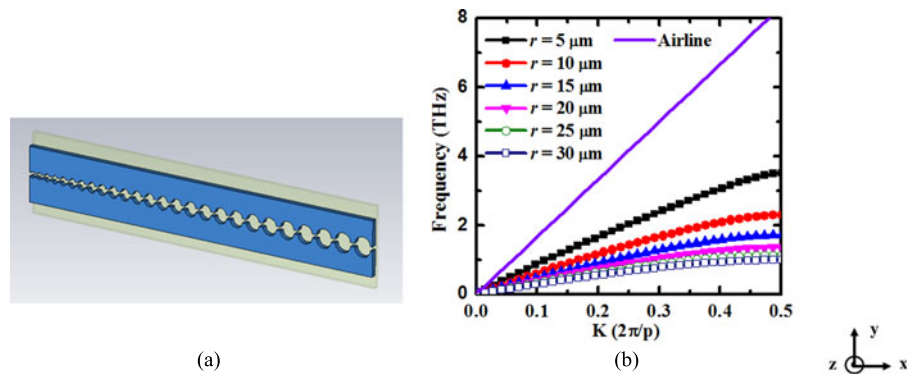 8
6
4
2
0
Frequency (THz)
r = 5 μm
r = 10 μm
r = 15 μm
r = 20 μm
r = 25 μm
r = 30 μm
Airline
0.0 0.1 0.2 0.3 0.4 0.5
K (2π/p)
(a)
(b)
y
z
x